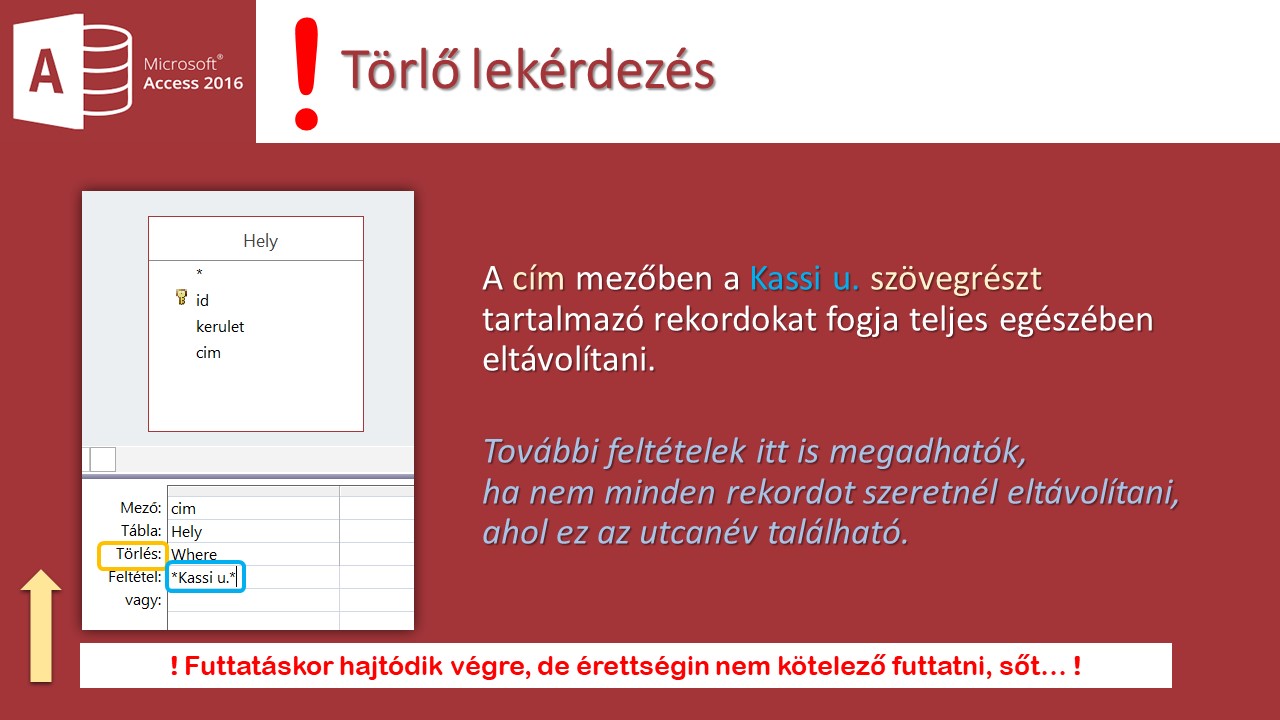 A
Microsoft®
Access 2016
! Törlő lekérdezés
Hely
*
id
kerulet
cim
Mező: cim
Tábla: Hely
Törlés: Where
Feltétel: *Kassi u.*
vagy:
A cím mezőben a Kassi u. szövegrészt
tartalmazó rekordokat fogja teljes egészében
eltávolítani.
További feltételek itt is megadhatók,
ha nem minden rekordot szeretnél eltávolítani,
ahol ez az utcanév található.
! Futtatáskor hajtódik végre, de érettségin nem kötelező futtatni, sőt... !